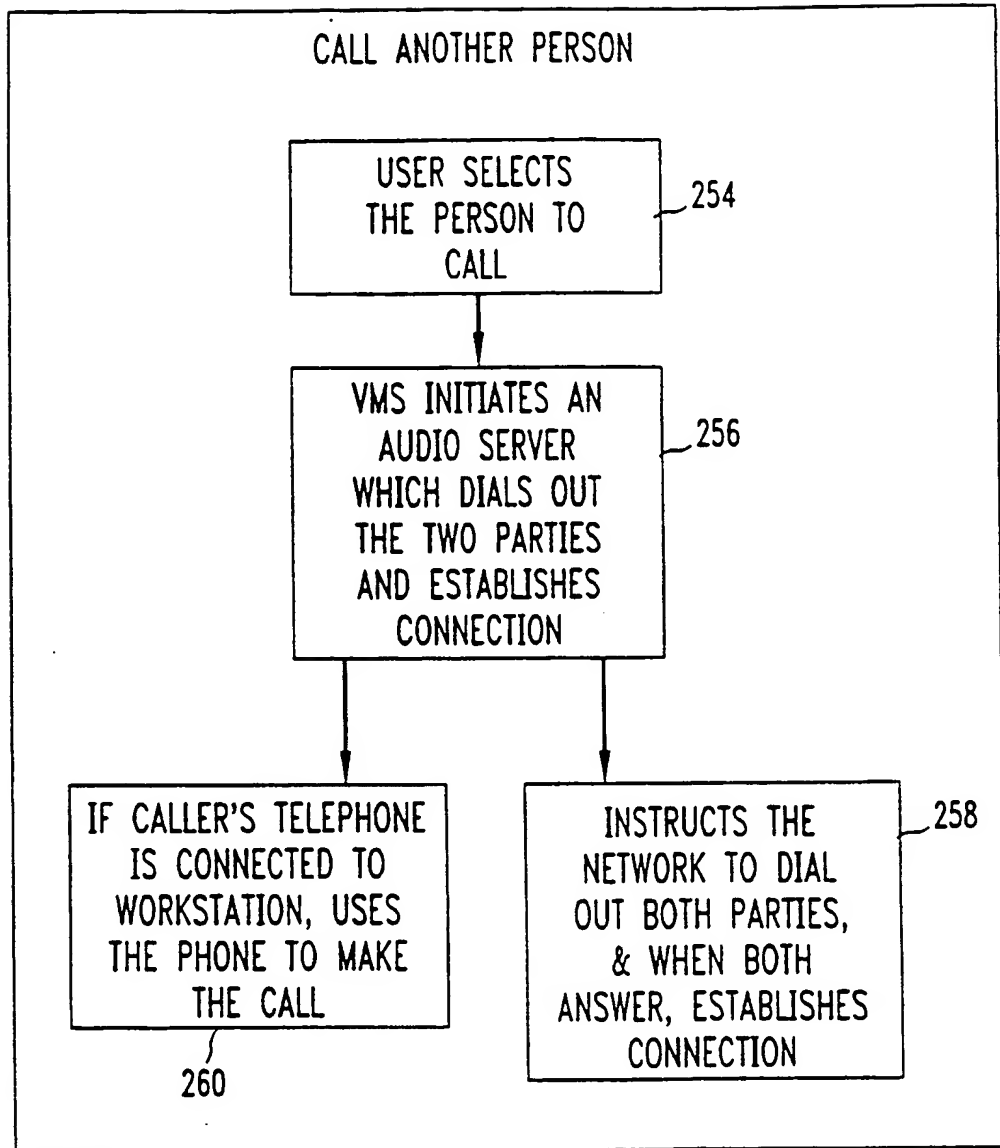 CALL ANOTHER PERSON
USER SELECTS
THE PERSON TO
CALL
254
VMS INITIATES AN
AUDIO SERVER
WHICH DIALS OUT
THE TWO PARTIES
AND ESTABLISHES
CONNECTION
256
IF CALLER'S TELEPHONE
IS CONNECTED TO
WORKSTATION, USES
THE PHONE TO MAKE
THE CALL
260
INSTRUCTS THE
NETWORK TO DIAL
OUT BOTH PARTIES,
& WHEN BOTH
ANSWER, ESTABLISHES
CONNECTION
258